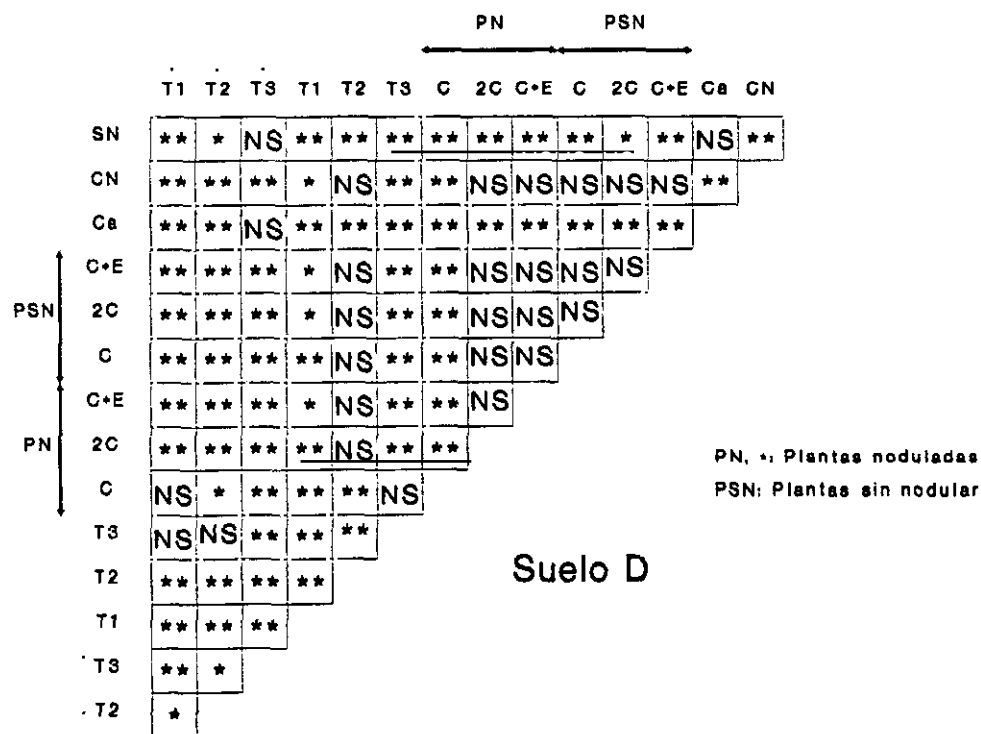 PN PSN
T1 T2 T3 T1 T2 T3 C 2C C+E C 2C C+E Ca CN
SN ** * NS ** ** ** ** ** ** ** * ** NS **
CN ** ** ** * NS ** ** NS NS NS NS NS **
Ca ** ** NS ** ** ** ** ** ** ** ** **
C+E ** ** ** * NS ** ** NS NS NS NS
PSN 2C ** ** ** * NS ** ** NS NS NS
C ** ** ** ** NS ** ** NS NS
C+E ** ** ** * NS ** ** NS
PN 2C ** ** ** ** NS ** **
PN, *: Plantas noduladas
C NS * ** ** ** NS
PSN: Plantas sin nodular
T3 NS NS ** ** **
T2 ** ** ** **
Suelo D
T1 ** ** **
· T3 ** *
· T2 *